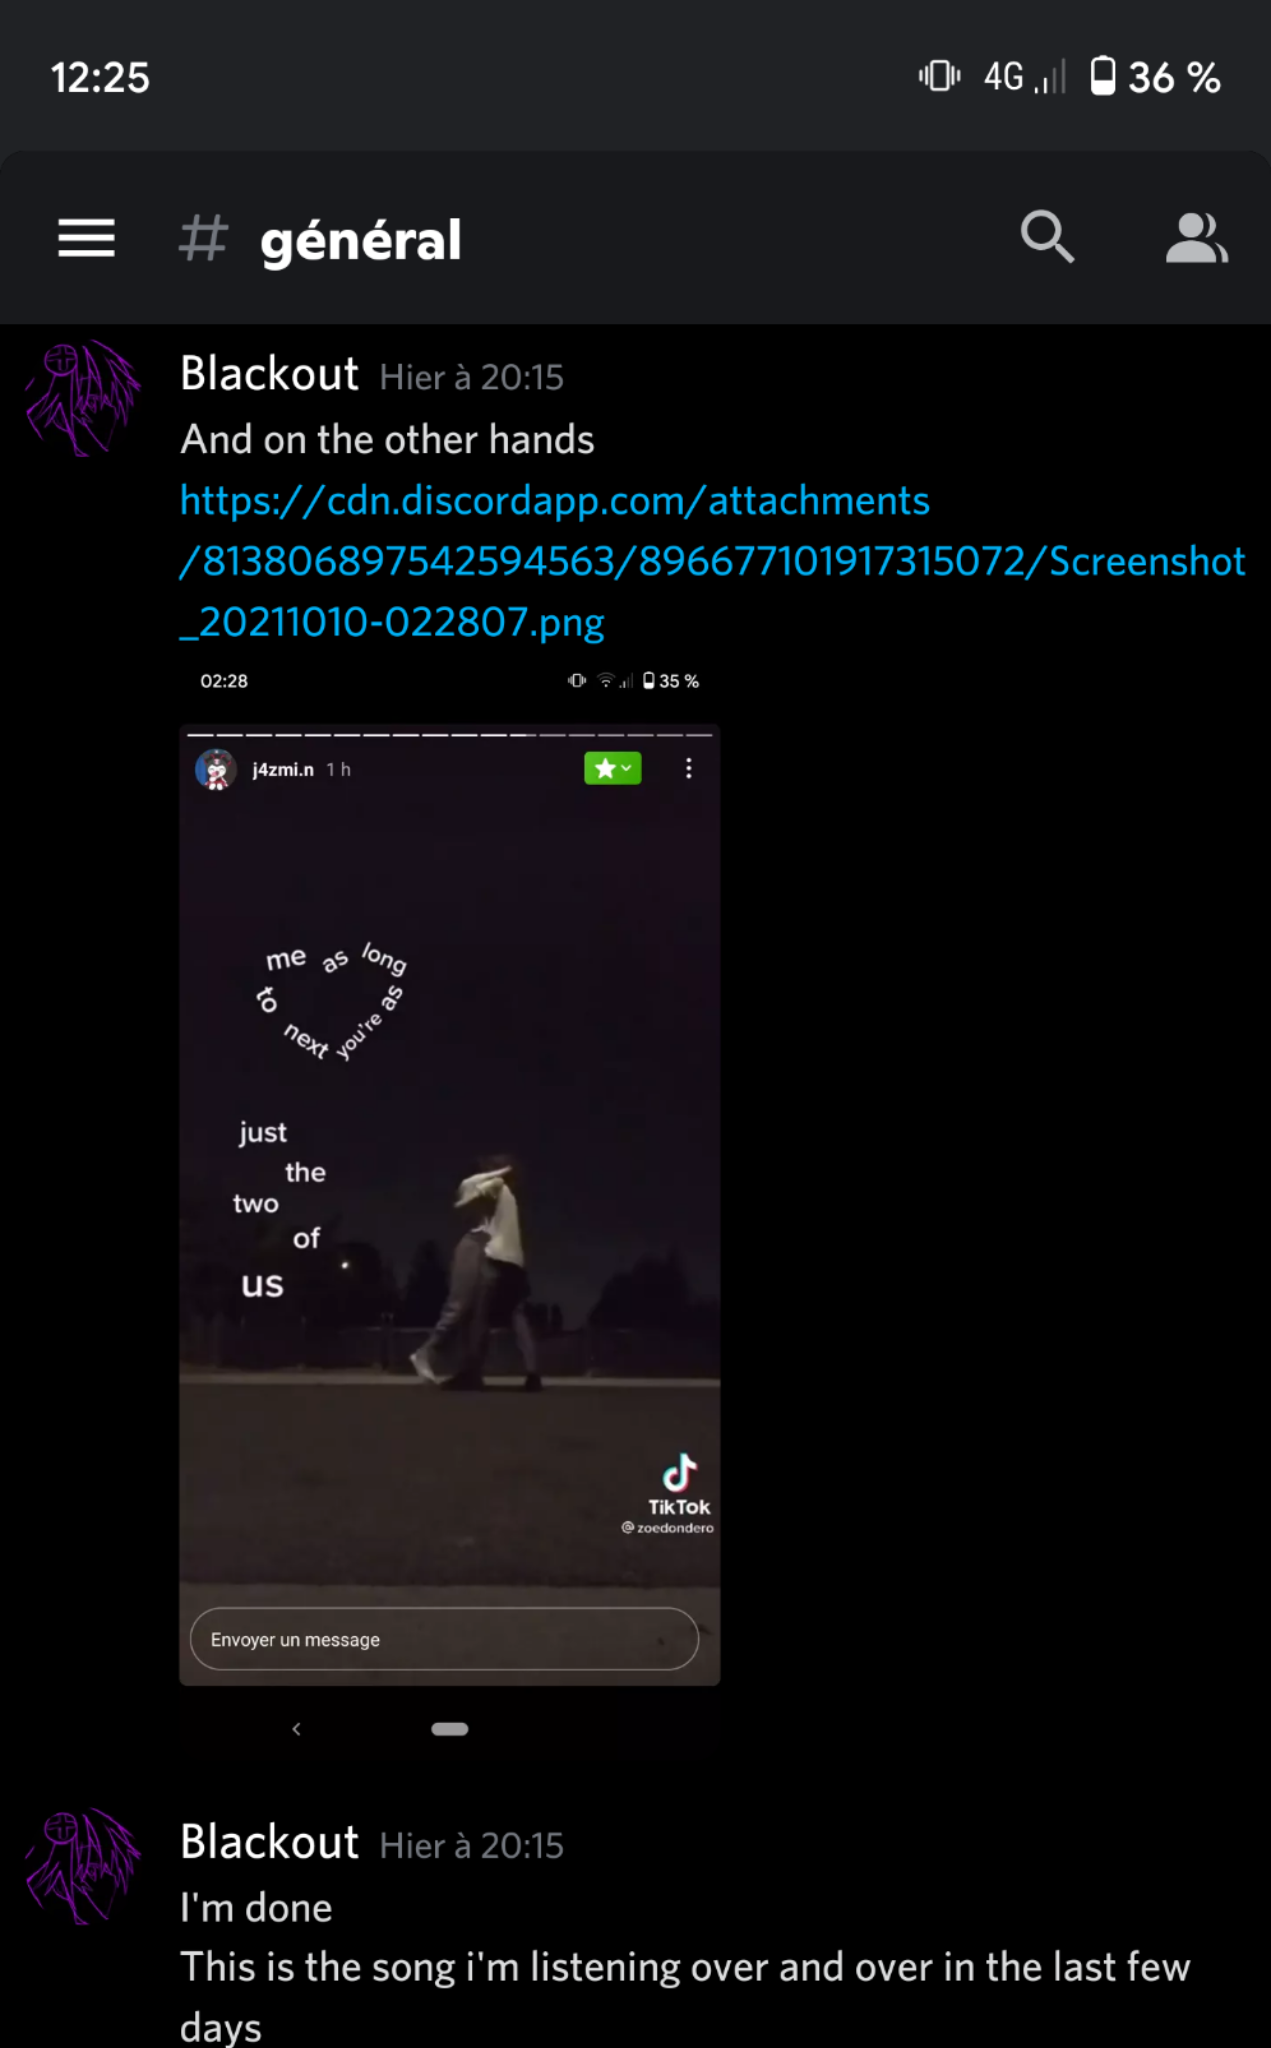 12:25
4G
36 %
# général
Blackout Hier à 20:15
And on the other hands
https://cdn.discordapp.com/attachments
/813806897542594563/896677101917315072/Screenshot
_20211010-022807.png
02:28
35 %
j4zmi.n 1 h
me as long
to as
next you're
just
the
two
of
us
TikTok
@zoedondero
Envoyer un message
Blackout Hier à 20:15
I'm done
This is the song i'm listening over and over in the last few
days